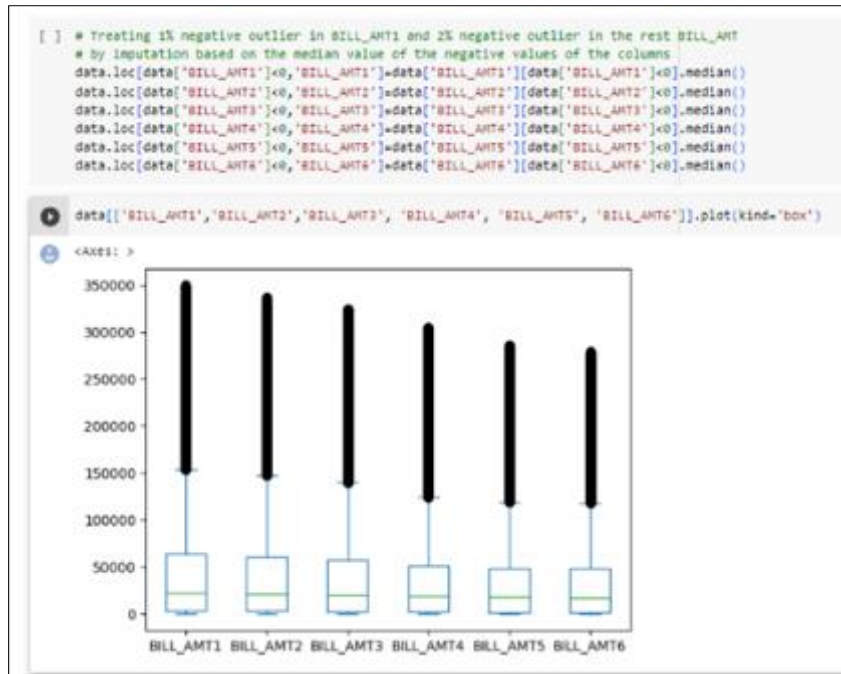 [ ] # Treating 1% negative outlier in BILL_AMT1 and 2% negative outlier in the rest BILL_AMT
# by imputation based on the median value of the negative values of the columns
data.loc[data['BILL_AMT1']<0,'BILL_AMT1']=data['BILL_AMT1'][data['BILL_AMT1']<0].median()
data.loc[data['BILL_AMT2']<0,'BILL_AMT2']=data['BILL_AMT2'][data['BILL_AMT2']<0].median()
data.loc[data['BILL_AMT3']<0,'BILL_AMT3']=data['BILL_AMT3'][data['BILL_AMT3']<0].median()
data.loc[data['BILL_AMT4']<0,'BILL_AMT4']=data['BILL_AMT4'][data['BILL_AMT4']<0].median()
data.loc[data['BILL_AMT5']<0,'BILL_AMT5']=data['BILL_AMT5'][data['BILL_AMT5']<0].median()
data.loc[data['BILL_AMT6']<0,'BILL_AMT6']=data['BILL_AMT6'][data['BILL_AMT6']<0].median()
data[['BILL_AMT1','BILL_AMT2','BILL_AMT3', 'BILL_AMT4', 'BILL_AMT5', 'BILL_AMT6']].plot(kind='box')
<Axes: >
350000
300000
250000
200000
150000
100000
50000
0
BILL_AMT1 BILL_AMT2 BILL_AMT3 BILL_AMT4 BILL_AMT5 BILL_AMT6